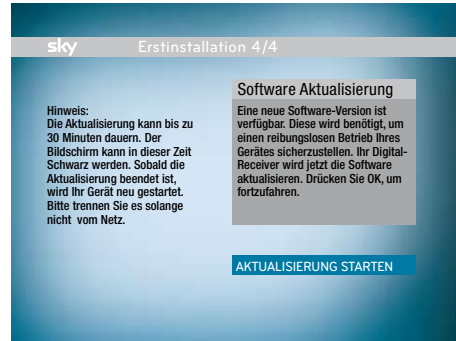 sky Erstinstallation 4/4
Hinweis:
Die Aktualisierung kann bis zu
30 Minuten dauern. Der
Bildschirm kann in dieser Zeit
Schwarz werden. Sobald die
Aktualisierung beendet ist,
wird Ihr Gerät neu gestartet.
Bitte trennen Sie es solange
nicht vom Netz.
Software Aktualisierung
Eine neue Software-Version ist
verfügbar. Diese wird benötigt, um
einen reibungslosen Betrieb Ihres
Gerätes sicherzustellen. Ihr Digital-
Receiver wird jetzt die Software
aktualisieren. Drücken Sie OK, um
fortzufahren.
AKTUALISIERUNG STARTEN